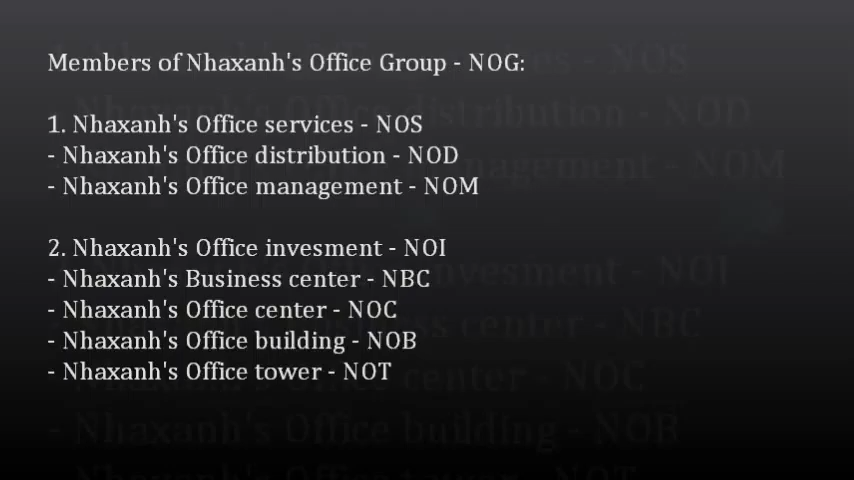 Members of Nhaxanh's Office Group - NOG:
1. Nhaxanh's Office services - NOS
- Nhaxanh's Office distribution - NOD
- Nhaxanh's Office management - NOM
2. Nhaxanh's Office invesment - NOI
- Nhaxanh's Business center - NBC
- Nhaxanh's Office center - NOC
- Nhaxanh's Office building - NOB
- Nhaxanh's Office tower - NOT